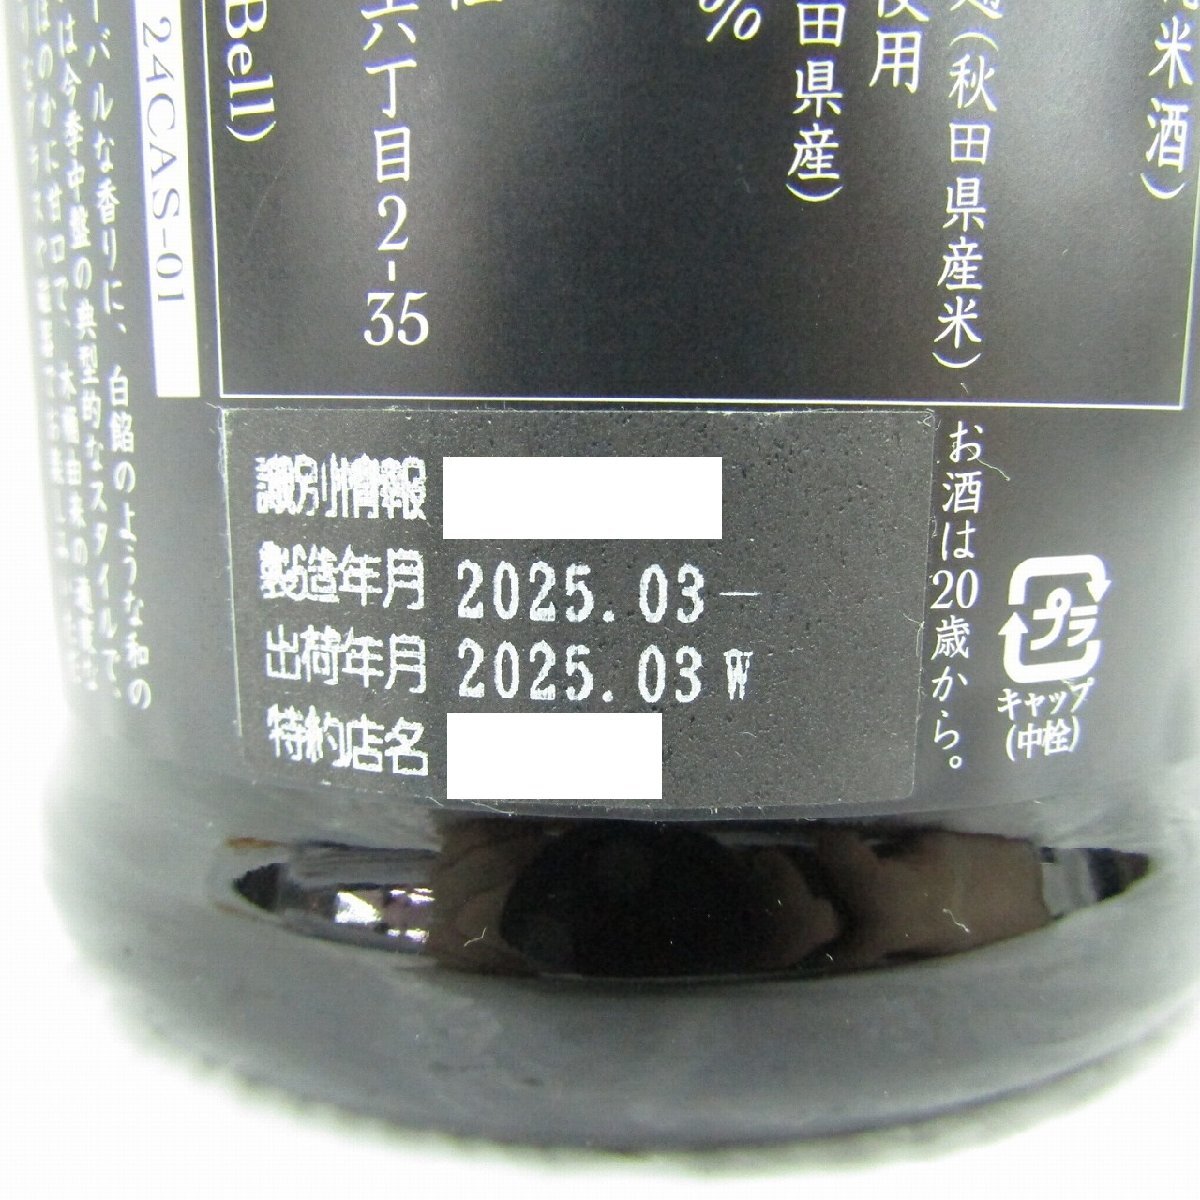 米酒)
(秋田県産米)
使用
田県産)
%
六丁目2-35
Bell)
24CAS-01
ーバルな香りに、白餡のような和の
は今季中盤の典型的なスタイルで、
識別情報
製造年月 2025.03-
出荷年月 2025.03W
特約店名
お酒は20歳から。
プラ
キャップ
(中栓)